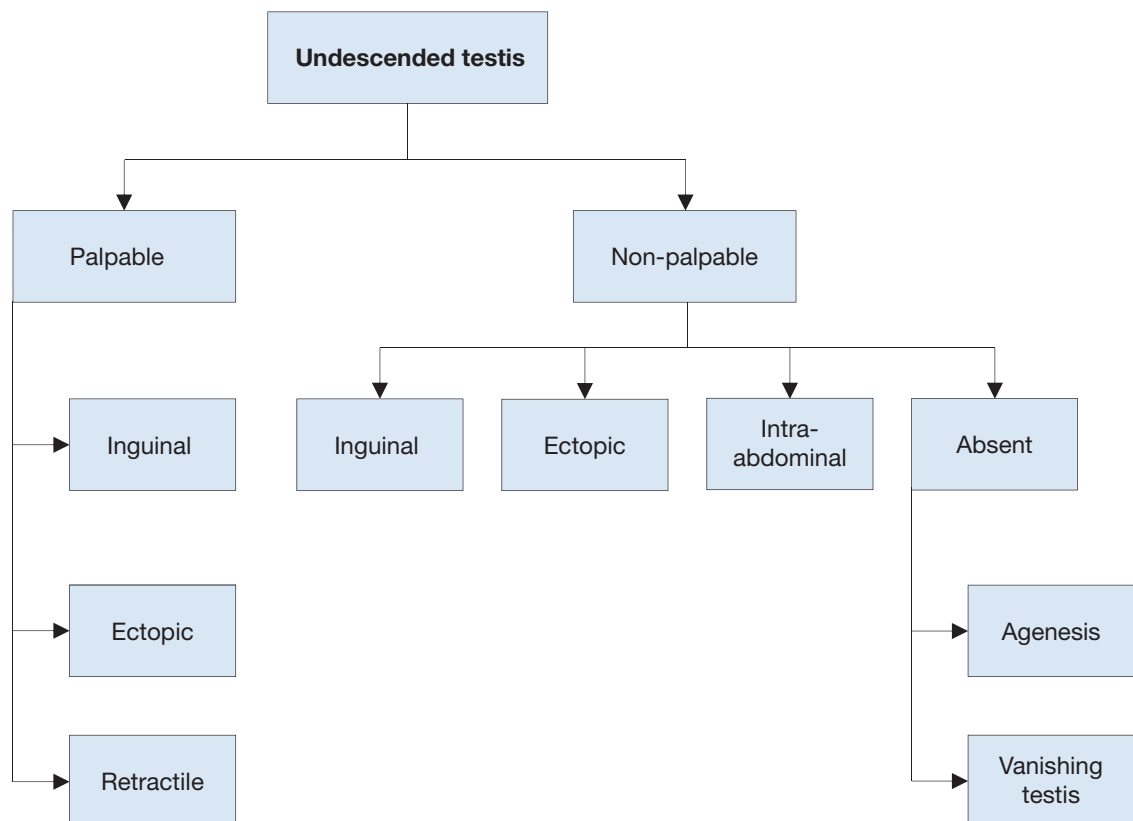 Undescended testis
Palpable
Non-palpable
Inguinal
Inguinal
Ectopic
Intra-
abdominal
Absent
Ectopic
Agenesis
Retractile
Vanishing
testis